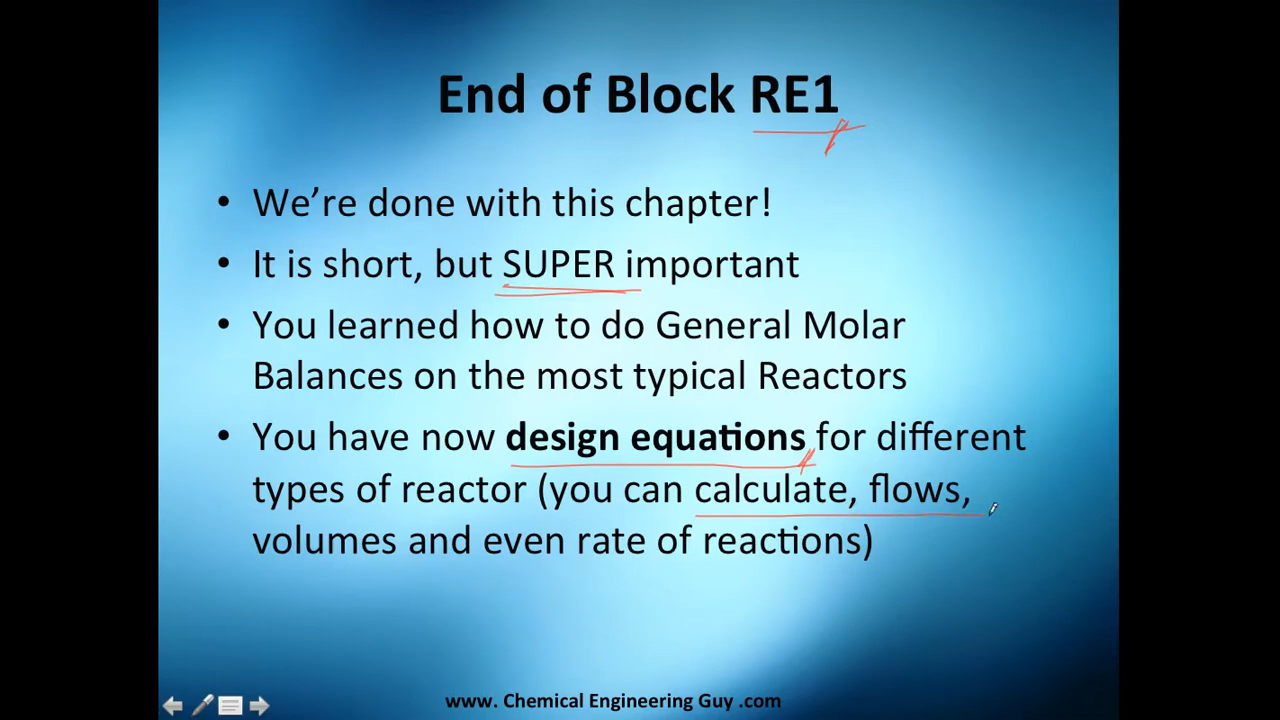 End of Block RE1
• We're done with this chapter!
• It is short, but SUPER important
• You learned how to do General Molar
Balances on the most typical Reactors
• You have now design equations for different
types of reactor (you can calculate, flows,
volumes and even rate of reactions)
www. Chemical Engineering Guy .com